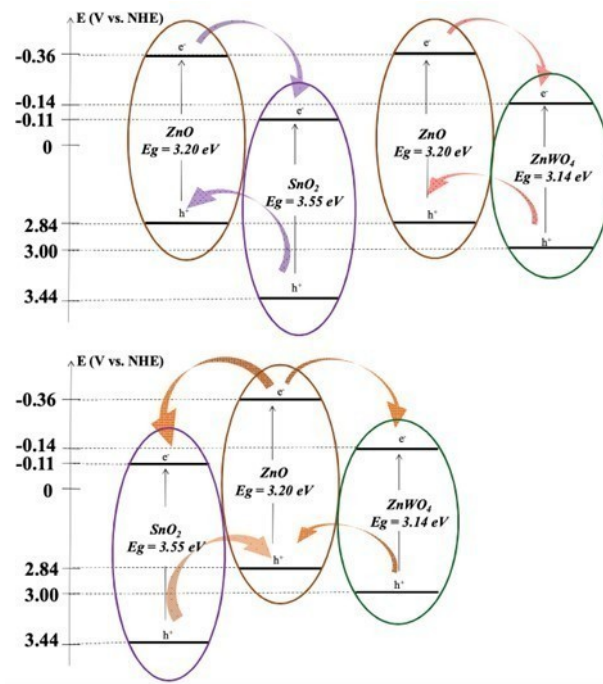 E (V vs. NHE)
-0.36
-0.14
-0.11
0
2.84
3.00
3.44
e-
ZnO
Eg = 3.20 eV
h+
e-
SnO₂
Eg = 3.55 eV
h+
e-
ZnO
Eg = 3.20 eV
h+
e-
ZnWO₄
Eg = 3.14 eV
h+
E (V vs. NHE)
-0.36
-0.14
-0.11
0
2.84
3.00
3.44
e-
SnO₂
Eg = 3.55 eV
h+
e-
ZnO
Eg = 3.20 eV
h+
e-
ZnWO₄
Eg = 3.14 eV
h+